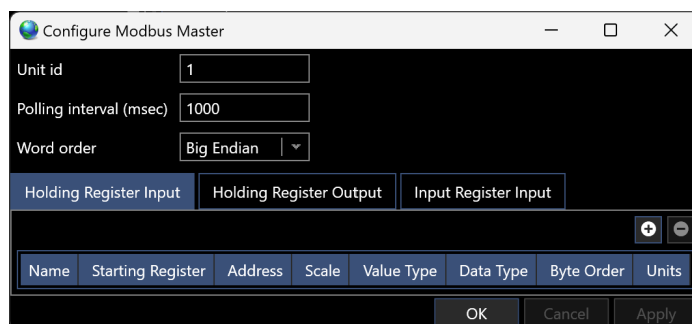 Configure Modbus Master
Unit id 1
Polling interval (msec) 1000
Word order Big Endian
Holding Register Input Holding Register Output Input Register Input
Name Starting Register Address Scale Value Type Data Type Byte Order Units
OK Cancel Apply